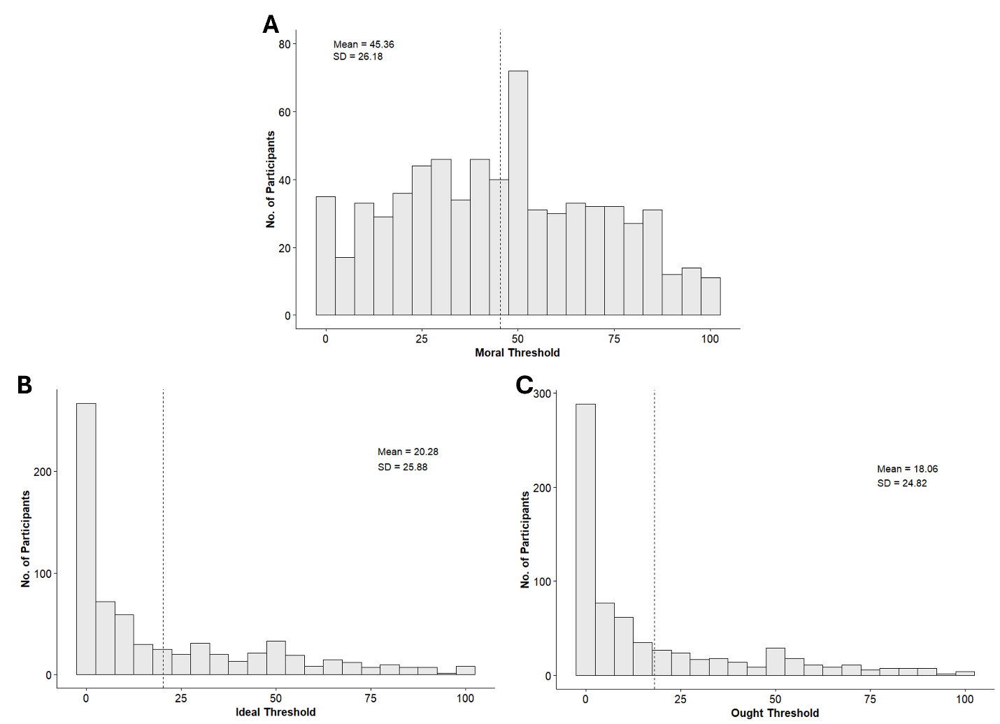 A
Mean = 45.36
SD = 26.18
80
60
40
20
0
No. of Participants
0 25 50 75 100
Moral Threshold
B
Mean = 20.28
SD = 25.88
200
100
0
No. of Participants
0 25 50 75 100
Ideal Threshold
C
300
Mean = 18.06
SD = 24.82
200
100
0
No. of Participants
0 25 50 75 100
Ought Threshold